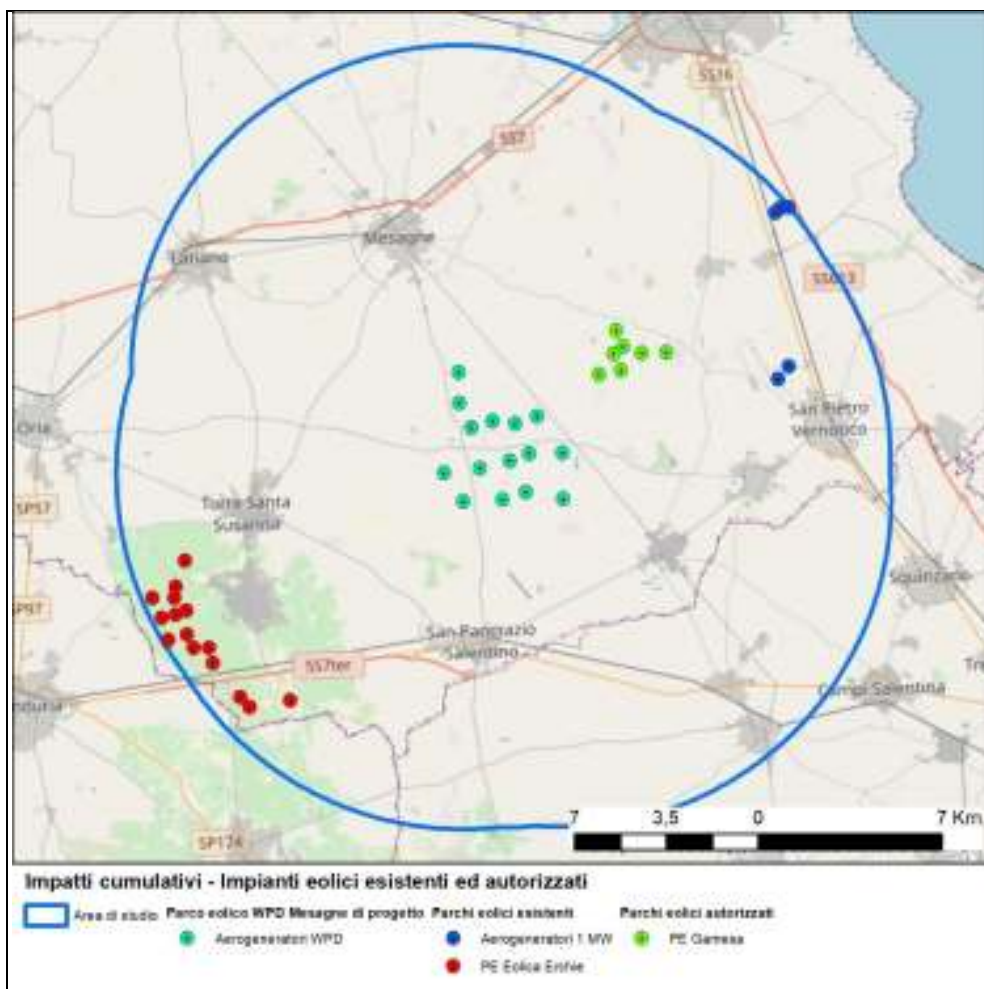 SS16
SS7
Mesagne
Latiano
SS613
San Pietro
Vernotico
Oria
Torre Santa
Susanna
SP57
SP97
Squinzano
San Pancrazio
Salentino
SS7ter
Tre
nduria
Campi Salentina
SP174
7 3,5 0 7 Km
Impatti cumulativi - Impianti eolici esistenti ed autorizzati
Area di studio Parco eolico WPD Mesagne di progetto Parchi eolici esistenti Parchi eolici autorizzati
Aerogeneratori WPD Aerogeneratori 1 MW PE Gamesa
PE Eolica Erchie